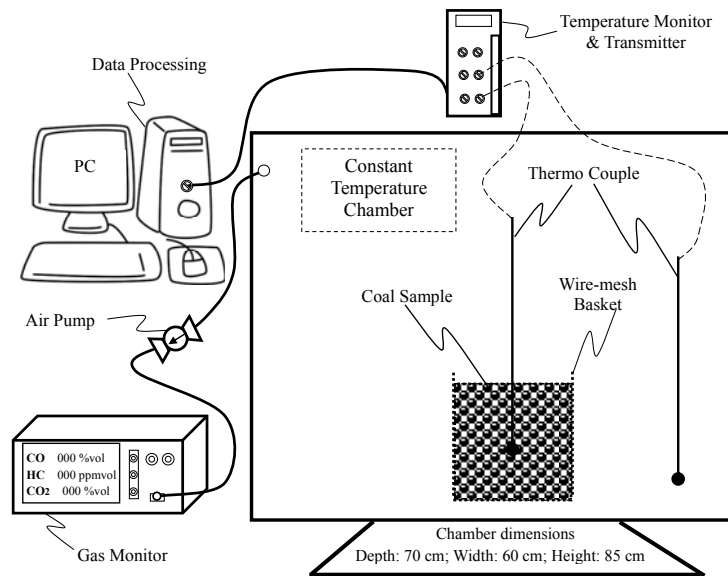 Temperature Monitor
& Transmitter
Data Processing
PC
Constant
Temperature
Chamber
Thermo Couple
Coal Sample
Wire-mesh
Basket
Air Pump
CO 000 %vol
HC 000 ppmvol
CO2 000 %vol
Gas Monitor
Chamber dimensions
Depth: 70 cm; Width: 60 cm; Height: 85 cm